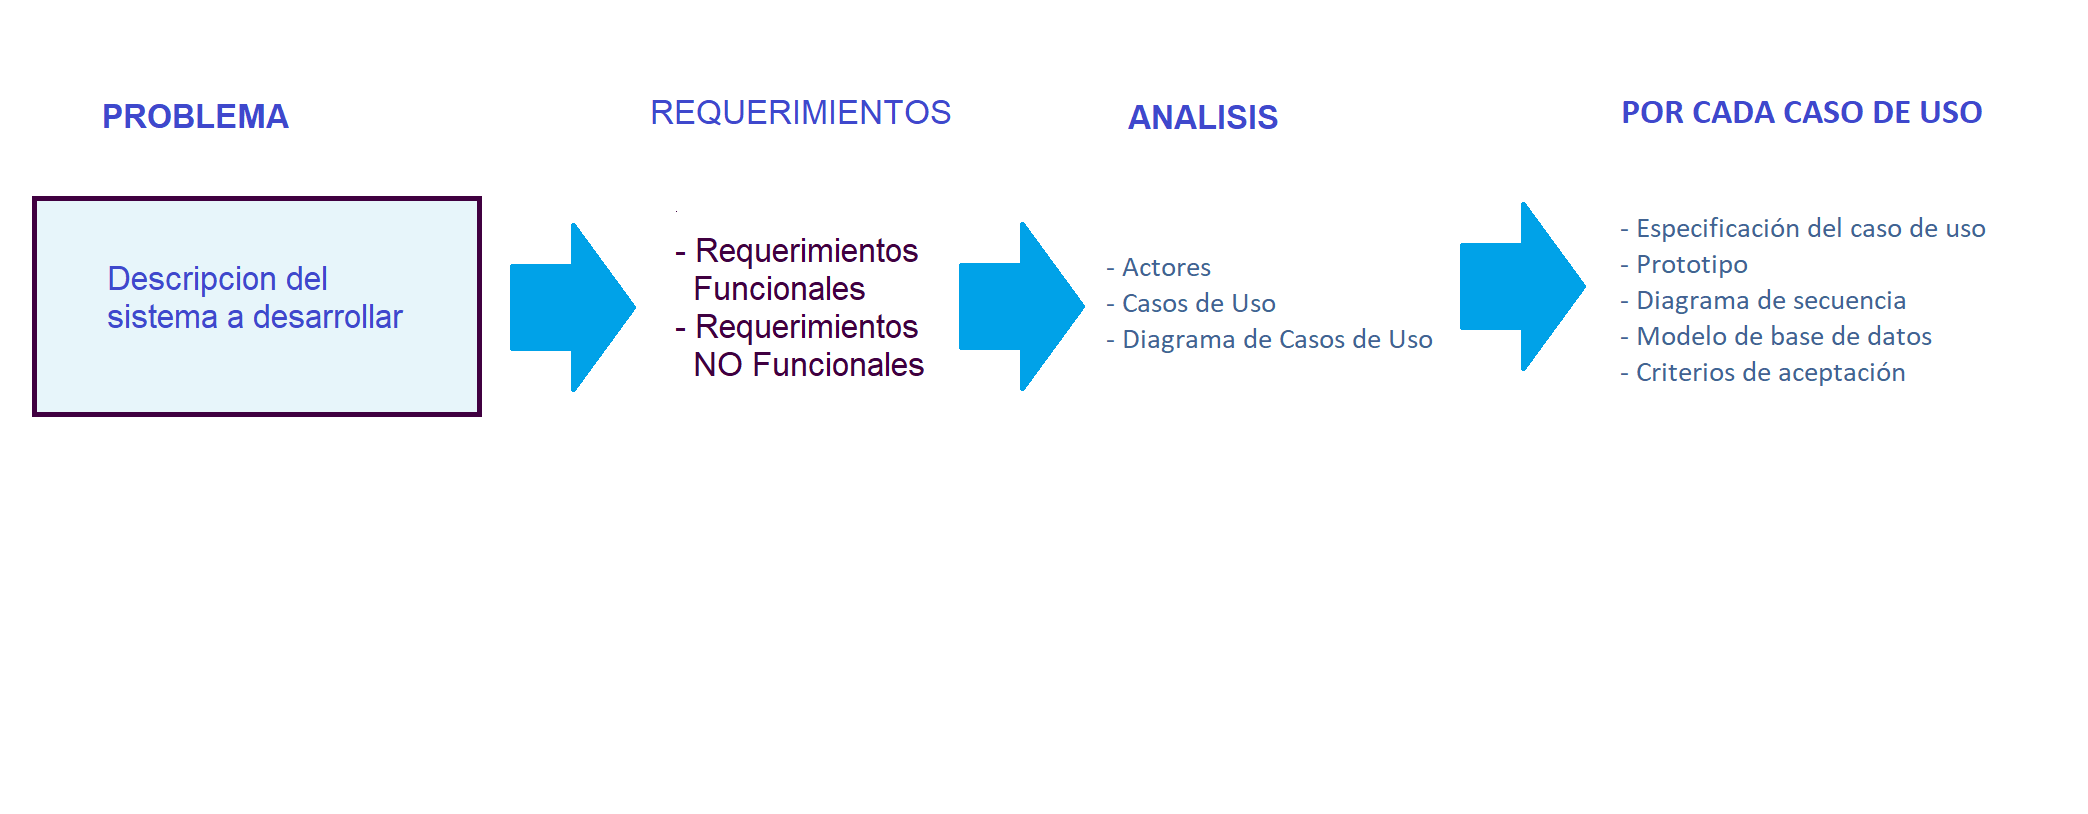 PROBLEMA
Descripcion del
sistema a desarrollar
REQUERIMIENTOS
- Requerimientos
Funcionales
- Requerimientos
NO Funcionales
ANALISIS
- Actores
- Casos de Uso
- Diagrama de Casos de Uso
POR CADA CASO DE USO
- Especificación del caso de uso
- Prototipo
- Diagrama de secuencia
- Modelo de base de datos
- Criterios de aceptación